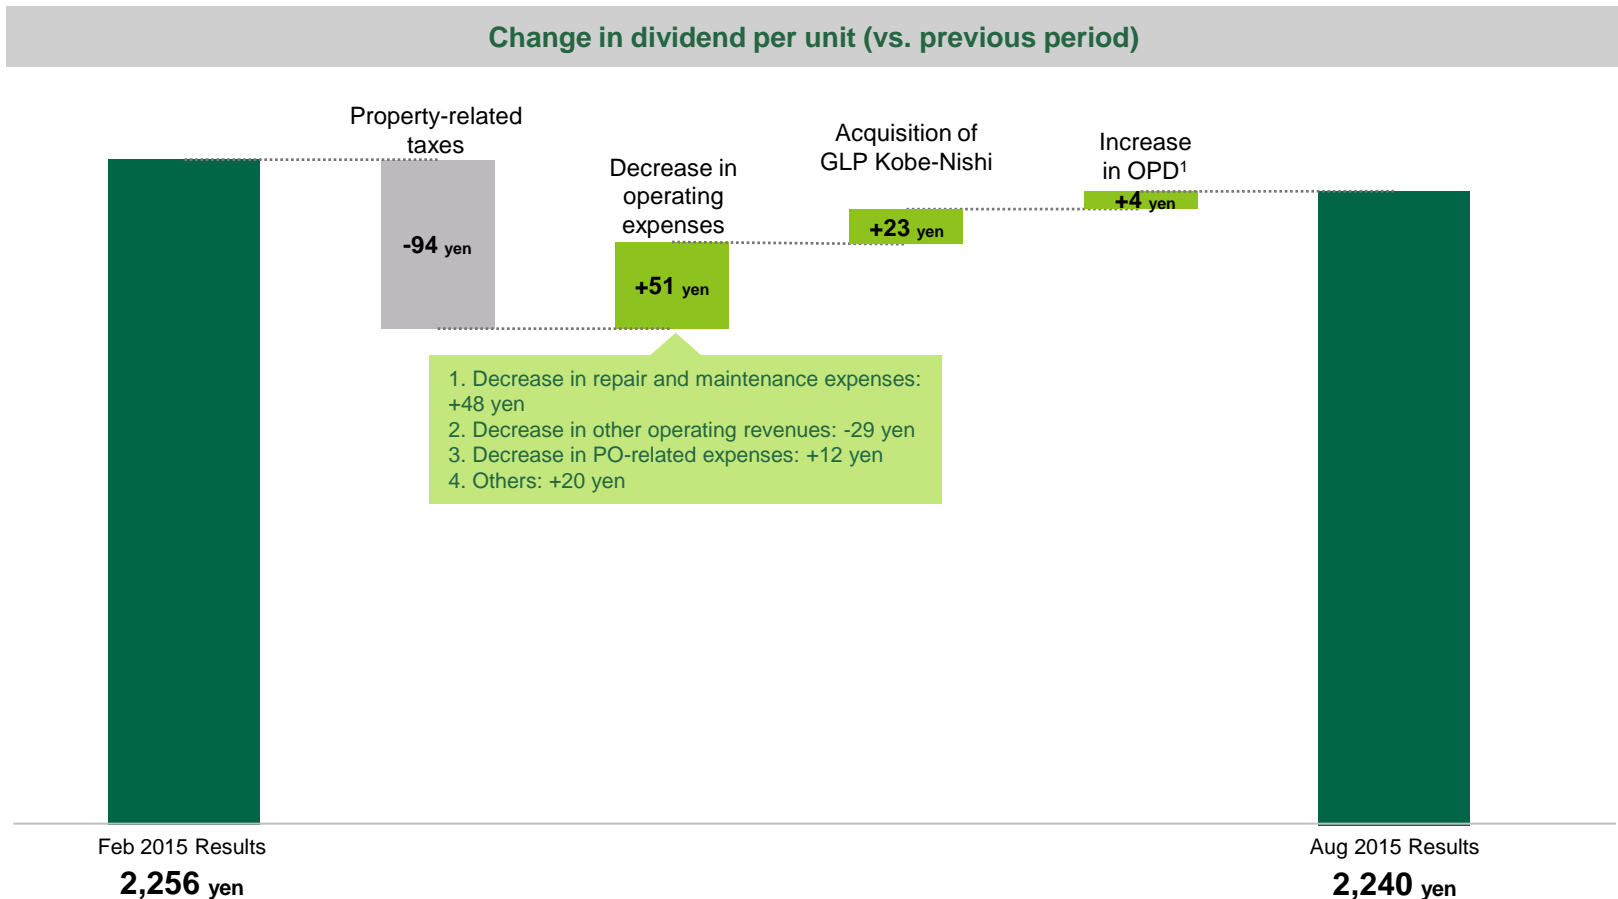 Change in dividend per unit (vs. previous period)
Property-related
taxes
-94 yen
Decrease in
operating
expenses
+51 yen
Acquisition of
GLP Kobe-Nishi
+23 yen
Increase
in OPD¹
+4 yen
1. Decrease in repair and maintenance expenses:
+48 yen
2. Decrease in other operating revenues: -29 yen
3. Decrease in PO-related expenses: +12 yen
4. Others: +20 yen
Feb 2015 Results
2,256 yen
Aug 2015 Results
2,240 yen